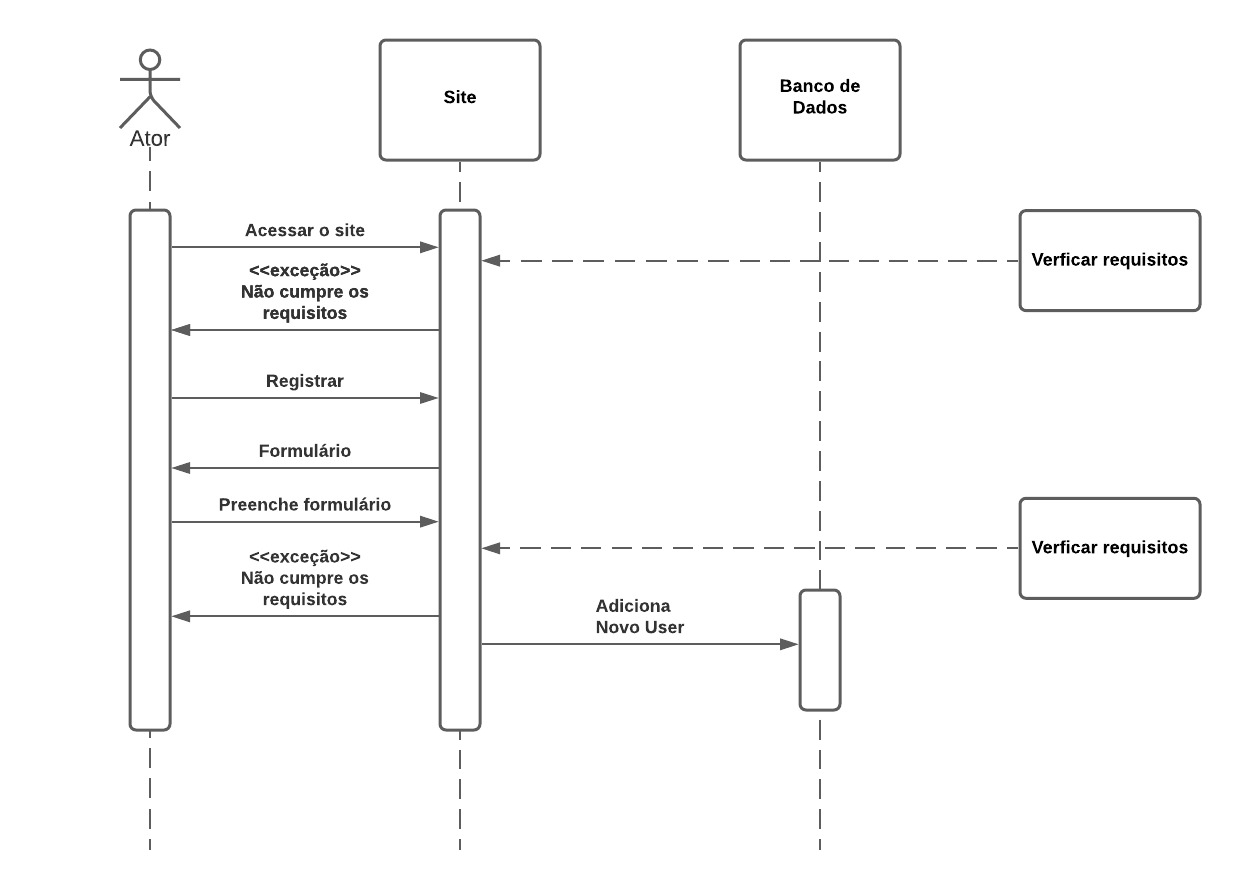 Ator
Site
Banco de
Dados
Acessar o site
<<exceção>>
Não cumpre os
requisitos
Verficar requisitos
Registrar
Formulário
Preenche formulário
<<exceção>>
Não cumpre os
requisitos
Verficar requisitos
Adiciona
Novo User